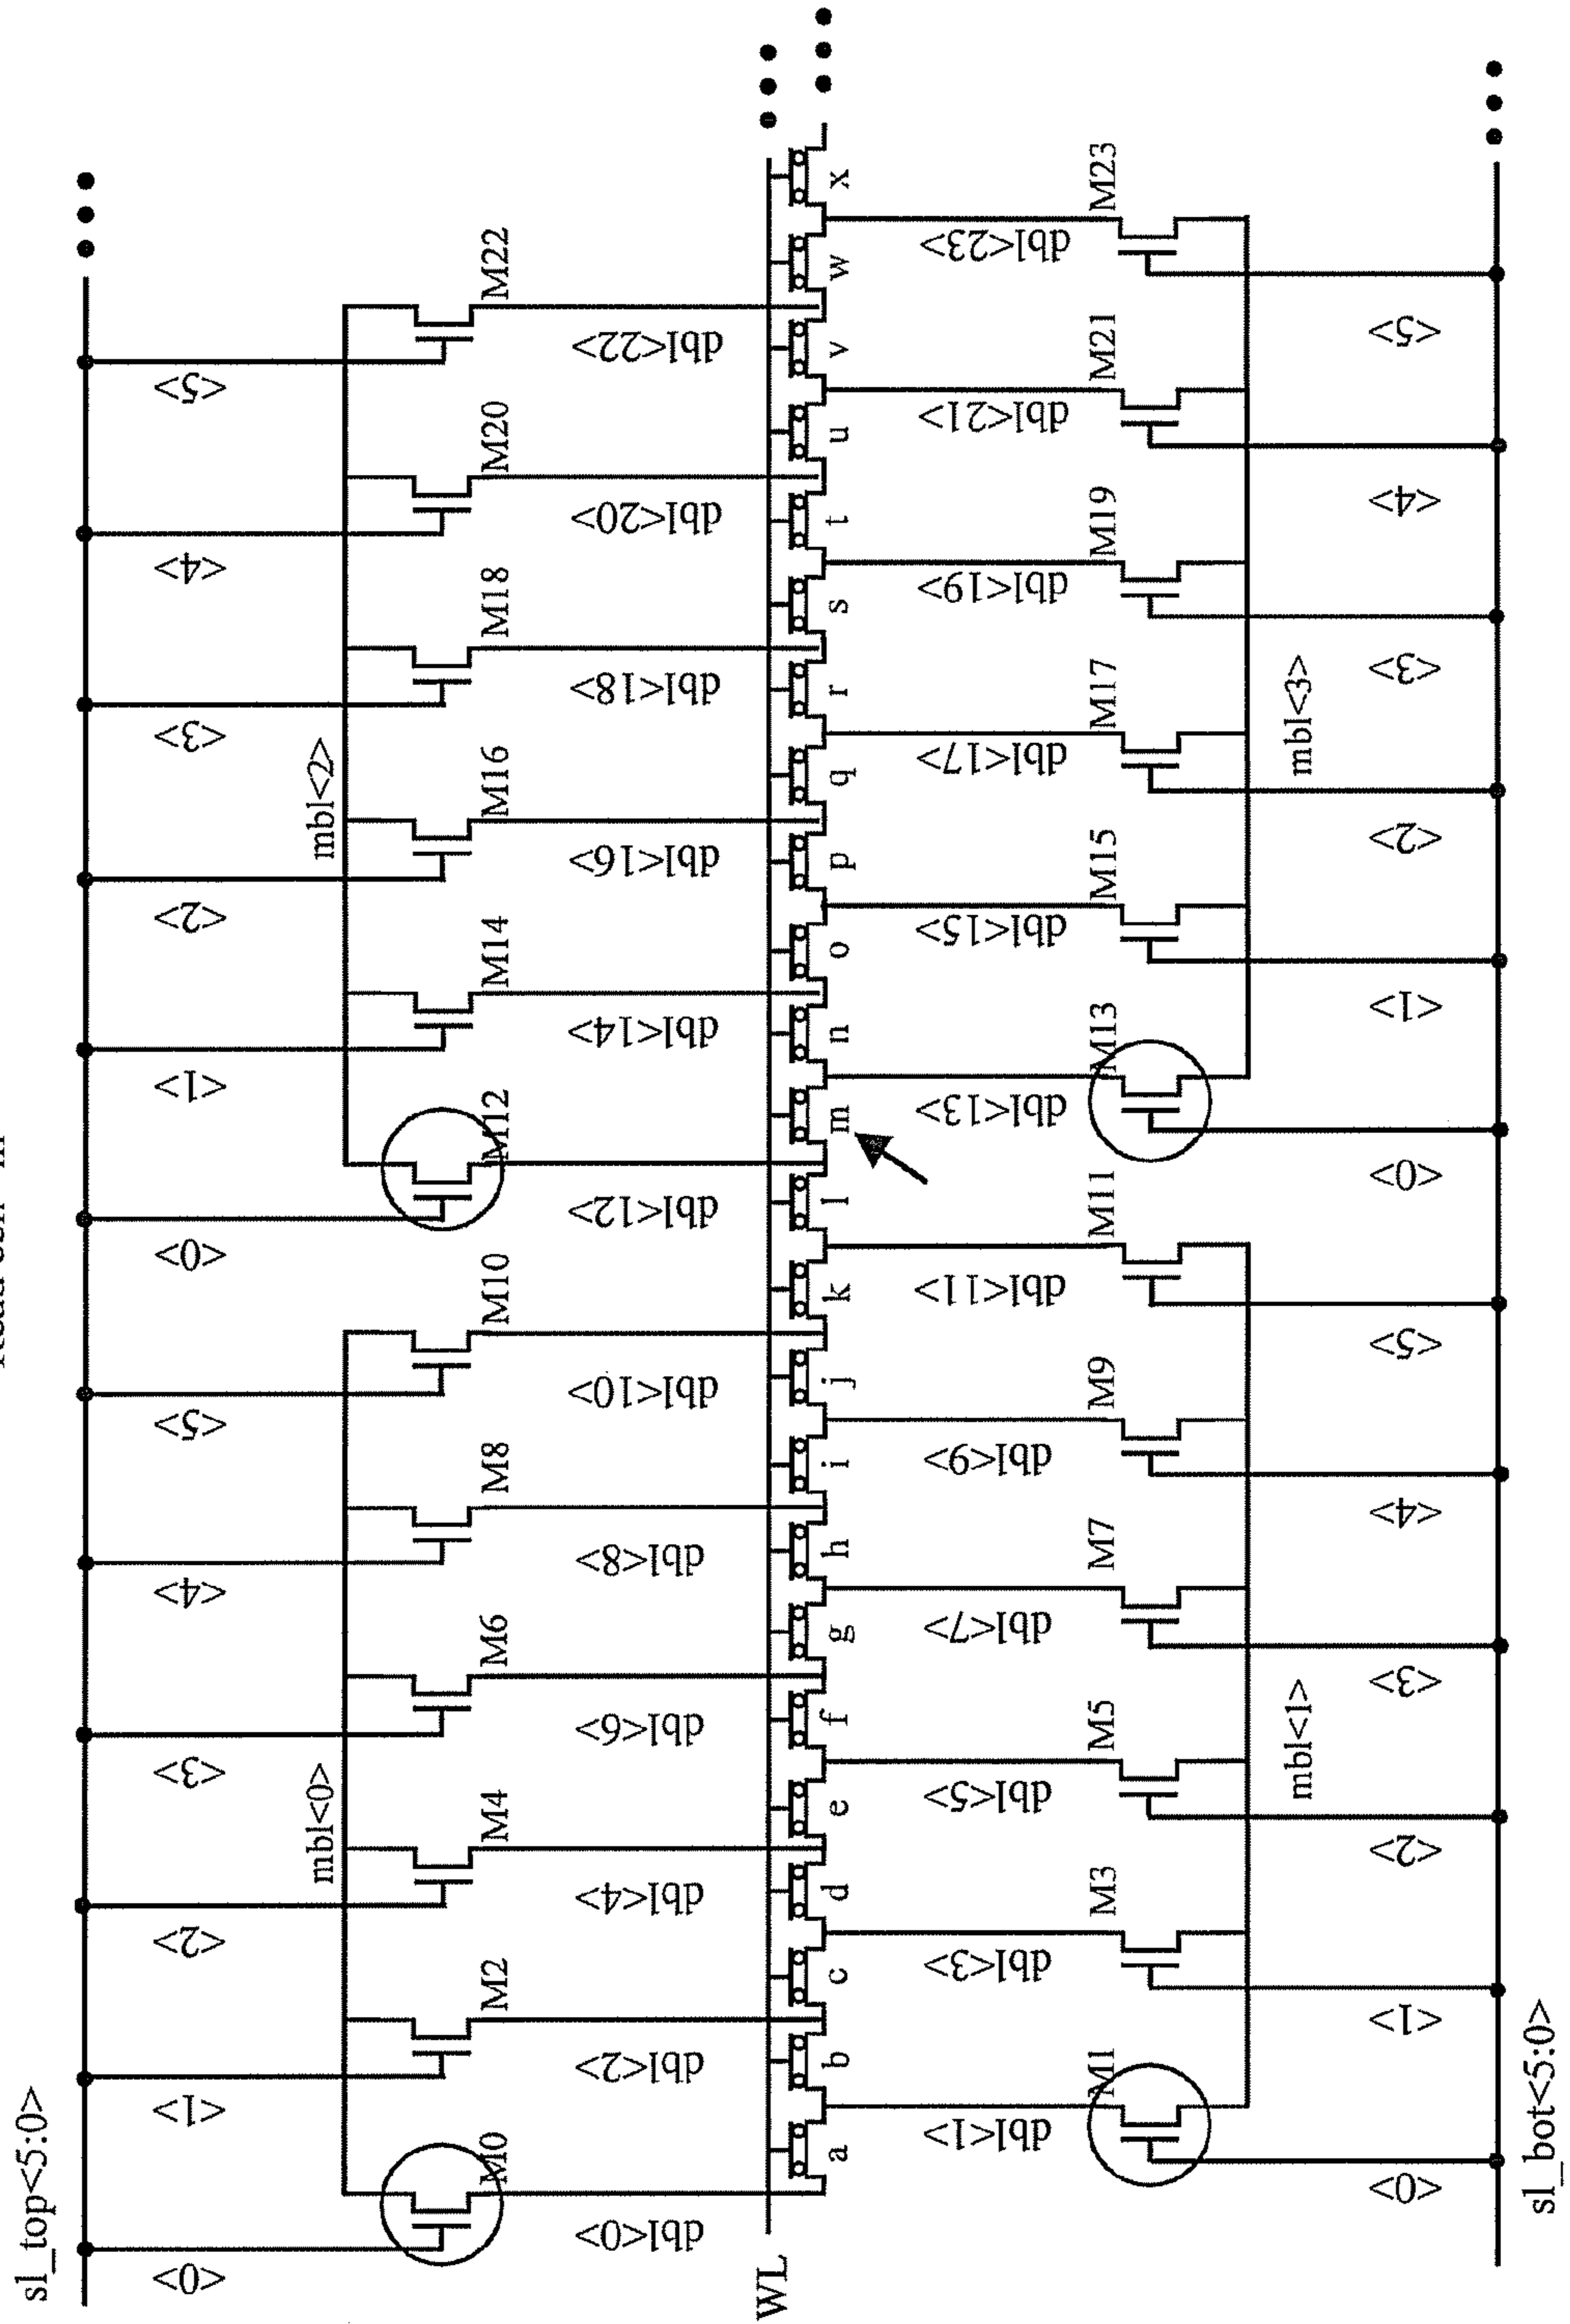 sl_top<5:0>
<0> <1> <2> <3> <4> <5> <0> <1> <2> <3> <4> <5>
mbl<0> mbl<2>
M0 M2 M4 M6 M8 M10 M12 M14 M16 M18 M20 M22
dbl<0> dbl<2> dbl<4> dbl<6> dbl<8> dbl<10> dbl<12> dbl<14> dbl<16> dbl<18> dbl<20> dbl<22>
WL
a b c d e f g h i j k l m n o p q r s t u v w x
dbl<1> dbl<3> dbl<5> dbl<7> dbl<9> dbl<11> dbl<13> dbl<15> dbl<17> dbl<19> dbl<21> dbl<23>
M1 M3 M5 M7 M9 M11 M13 M15 M17 M19 M21 M23
mbl<1> mbl<3>
<0> <1> <2> <3> <4> <5> <0> <1> <2> <3> <4> <5>
sl_bot<5:0>